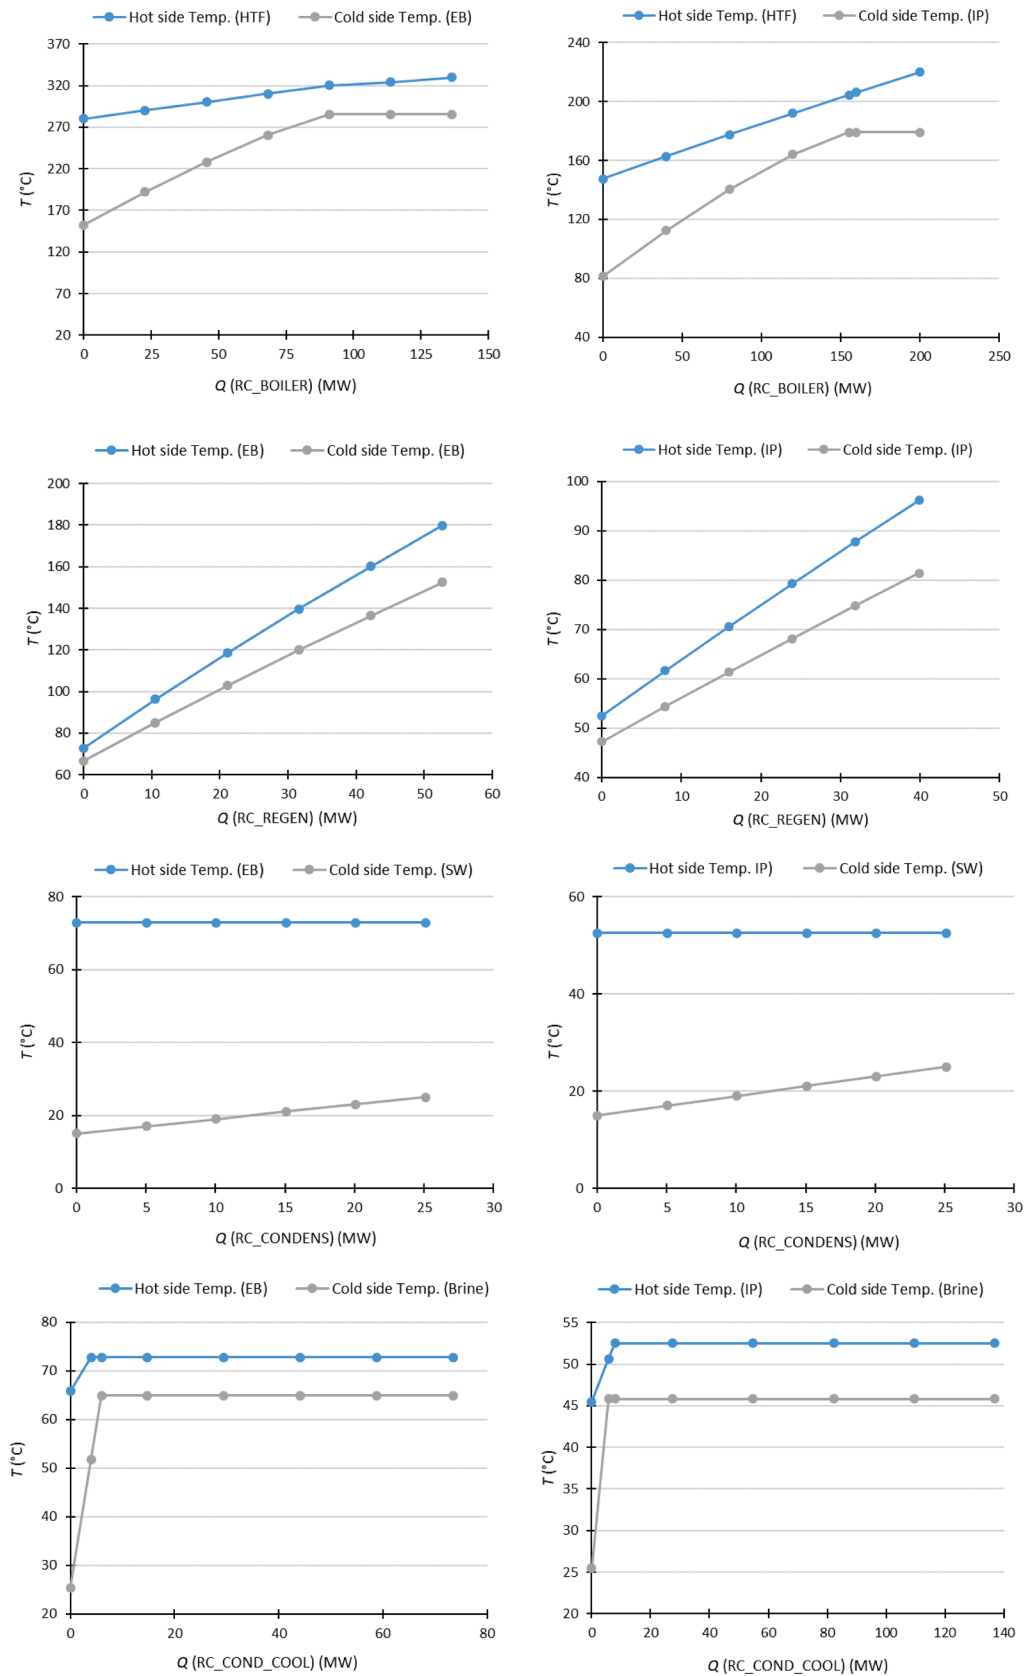 Hot side Temp. (HTF) Cold side Temp. (EB)
370
320
270
220
170
120
70
20
T (°C)
0 25 50 75 100 125 150
Q (RC_BOILER) (MW)
Hot side Temp. (HTF) Cold side Temp. (IP)
240
200
160
120
80
40
T (°C)
0 50 100 150 200 250
Q (RC_BOILER) (MW)
Hot side Temp. (EB) Cold side Temp. (EB)
200
180
160
140
120
100
80
60
T (°C)
0 10 20 30 40 50 60
Q (RC_REGEN) (MW)
Hot side Temp. (IP) Cold side Temp. (IP)
100
90
80
70
60
50
40
T (°C)
0 10 20 30 40 50
Q (RC_REGEN) (MW)
Hot side Temp. (EB) Cold side Temp. (SW)
80
60
40
20
0
T (°C)
0 5 10 15 20 25 30
Q (RC_CONDENS) (MW)
Hot side Temp. IP) Cold side Temp. (SW)
60
40
20
0
T (°C)
0 5 10 15 20 25 30
Q (RC_CONDENS) (MW)
Hot side Temp. (EB) Cold side Temp. (Brine)
80
70
60
50
40
30
20
T (°C)
0 20 40 60 80
Q (RC_COND_COOL) (MW)
Hot side Temp. (IP) Cold side Temp. (Brine)
55
50
45
40
35
30
25
20
T (°C)
0 20 40 60 80 100 120 140
Q (RC_COND_COOL) (MW)